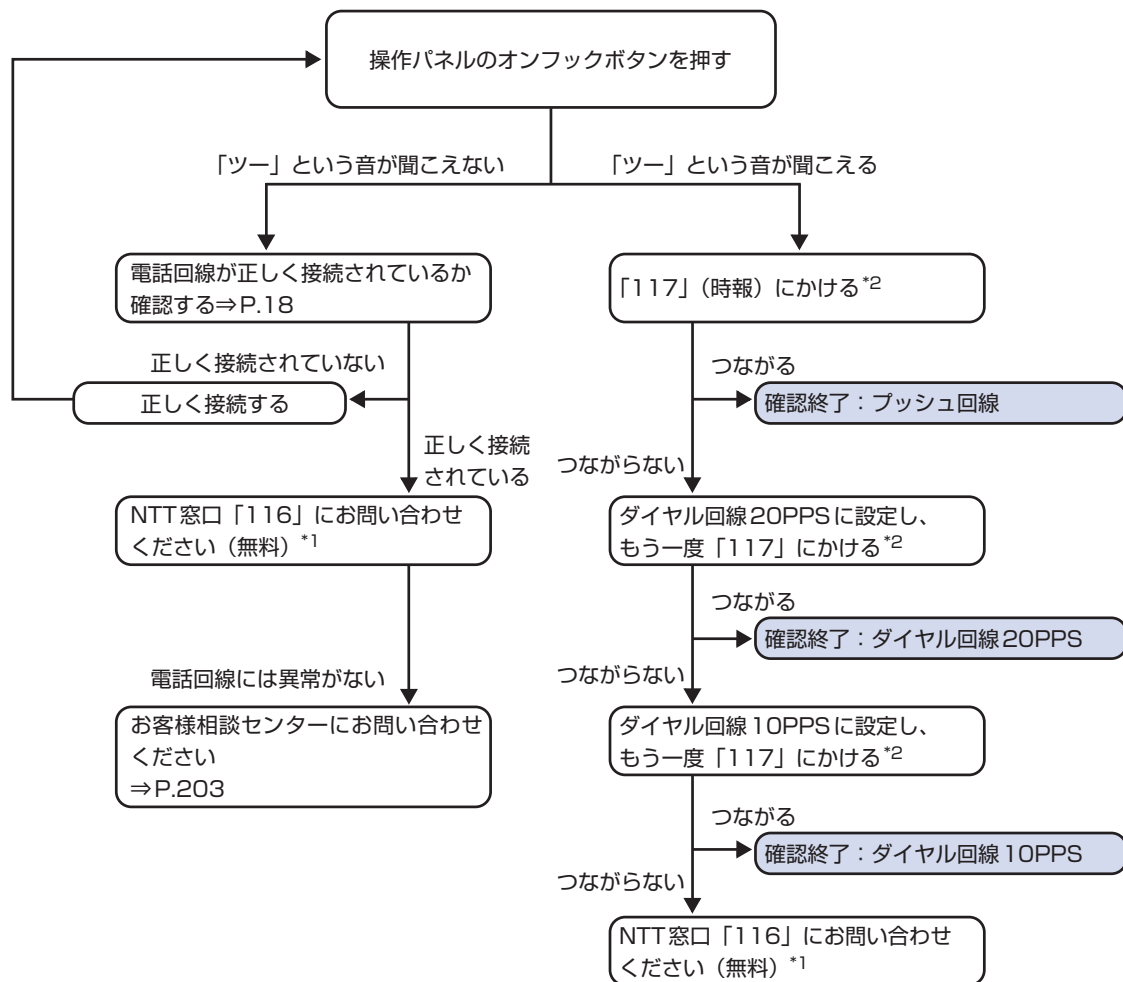 操作パネルのオンフックボタンを押す
「ツー」という音が聞こえない
「ツー」という音が聞こえる
電話回線が正しく接続されているか
確認する⇒P.18
正しく接続されていない
正しく接続する
正しく接続
されている
NTT窓口「116」にお問い合わせ
ください（無料）*1
電話回線には異常がない
お客様相談センターにお問い合わせ
ください
⇒P.203
「117」（時報）にかける*2
つながる
確認終了：プッシュ回線
つながらない
ダイヤル回線20PPSに設定し、
もう一度「117」にかける*2
つながる
確認終了：ダイヤル回線20PPS
つながらない
ダイヤル回線10PPSに設定し、
もう一度「117」にかける*2
つながる
確認終了：ダイヤル回線10PPS
つながらない
NTT窓口「116」にお問い合わせ
ください（無料）*1